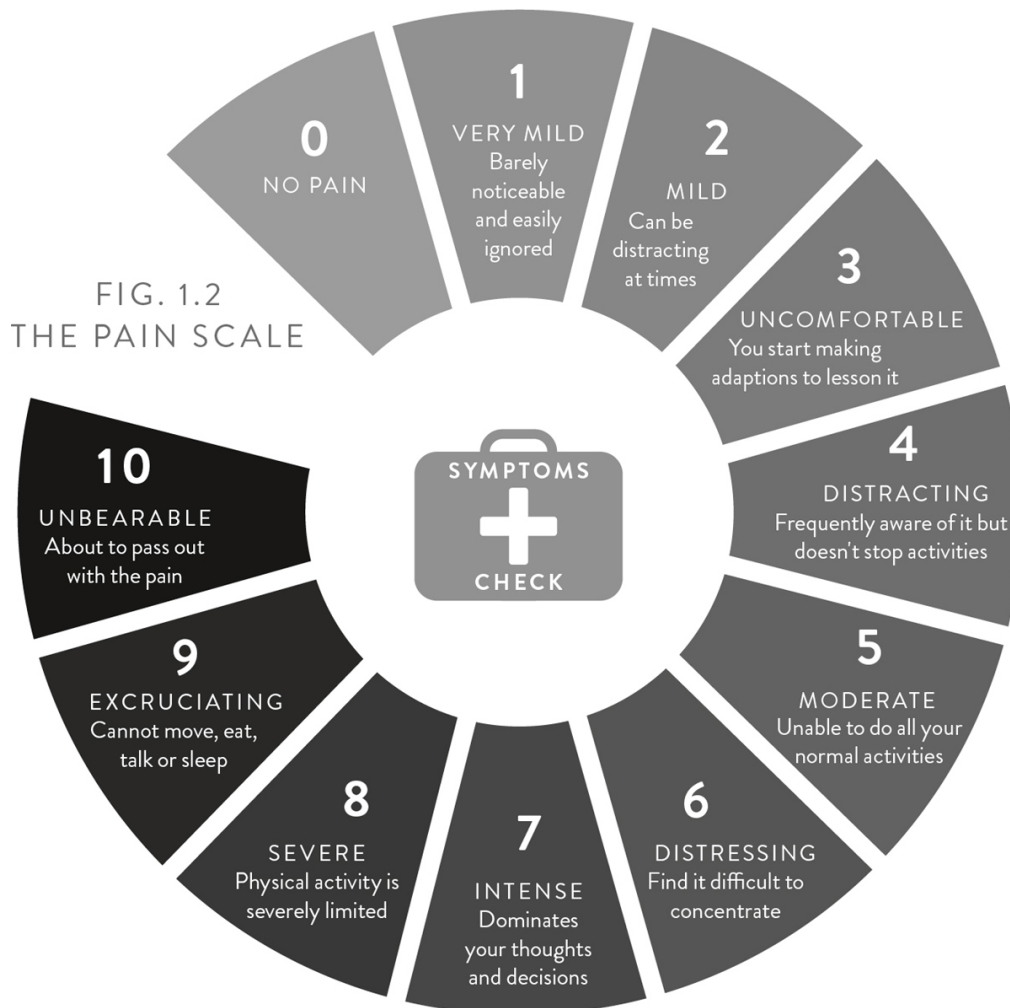 0
NO PAIN
1
VERY MILD
Barely
noticeable
and easily
ignored
2
MILD
Can be
distracting
at times
3
UNCOMFORTABLE
You start making
adaptions to lesson it
4
DISTRACTING
Frequently aware of it but
doesn't stop activities
5
MODERATE
Unable to do all your
normal activities
6
DISTRESSING
Find it difficult to
concentrate
7
INTENSE
Dominates
your thoughts
and decisions
8
SEVERE
Physical activity is
severely limited
9
EXCRUCIATING
Cannot move, eat,
talk or sleep
10
UNBEARABLE
About to pass out
with the pain
FIG. 1.2
THE PAIN SCALE
SYMPTOMS
CHECK